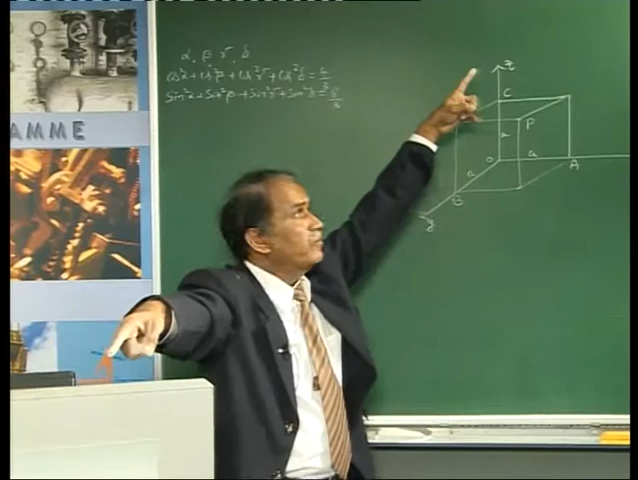 AMME
α, β, γ, δ
cos²α + cos²β + cos²γ + cos²δ = 4/3
sin²α + sin²β + sin²γ + sin²δ = 8/3
z
C
P
a
O
a
A
a
B
y